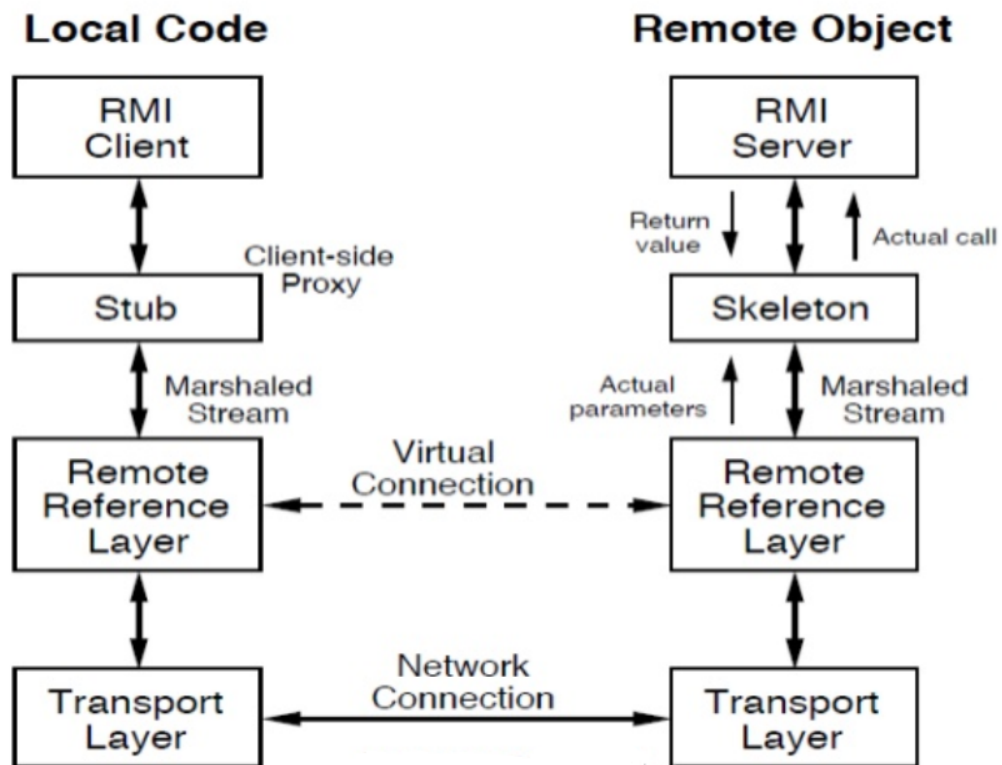 Local Code
Remote Object
RMI
Client
RMI
Server
Return
value
Actual call
Client-side
Proxy
Stub
Skeleton
Marshaled
Stream
Actual
parameters
Marshaled
Stream
Virtual
Connection
Remote
Reference
Layer
Remote
Reference
Layer
Network
Connection
Transport
Layer
Transport
Layer